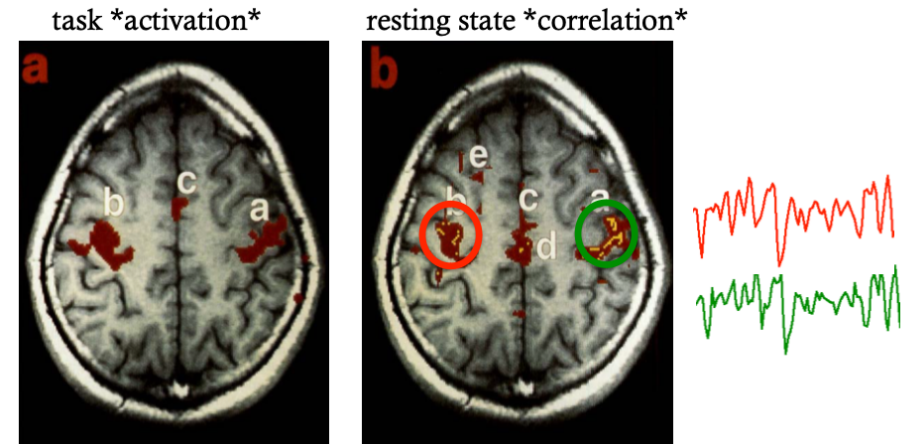 task *activation*
resting state *correlation*
a
b
c
b
a
b
e
c
a
d